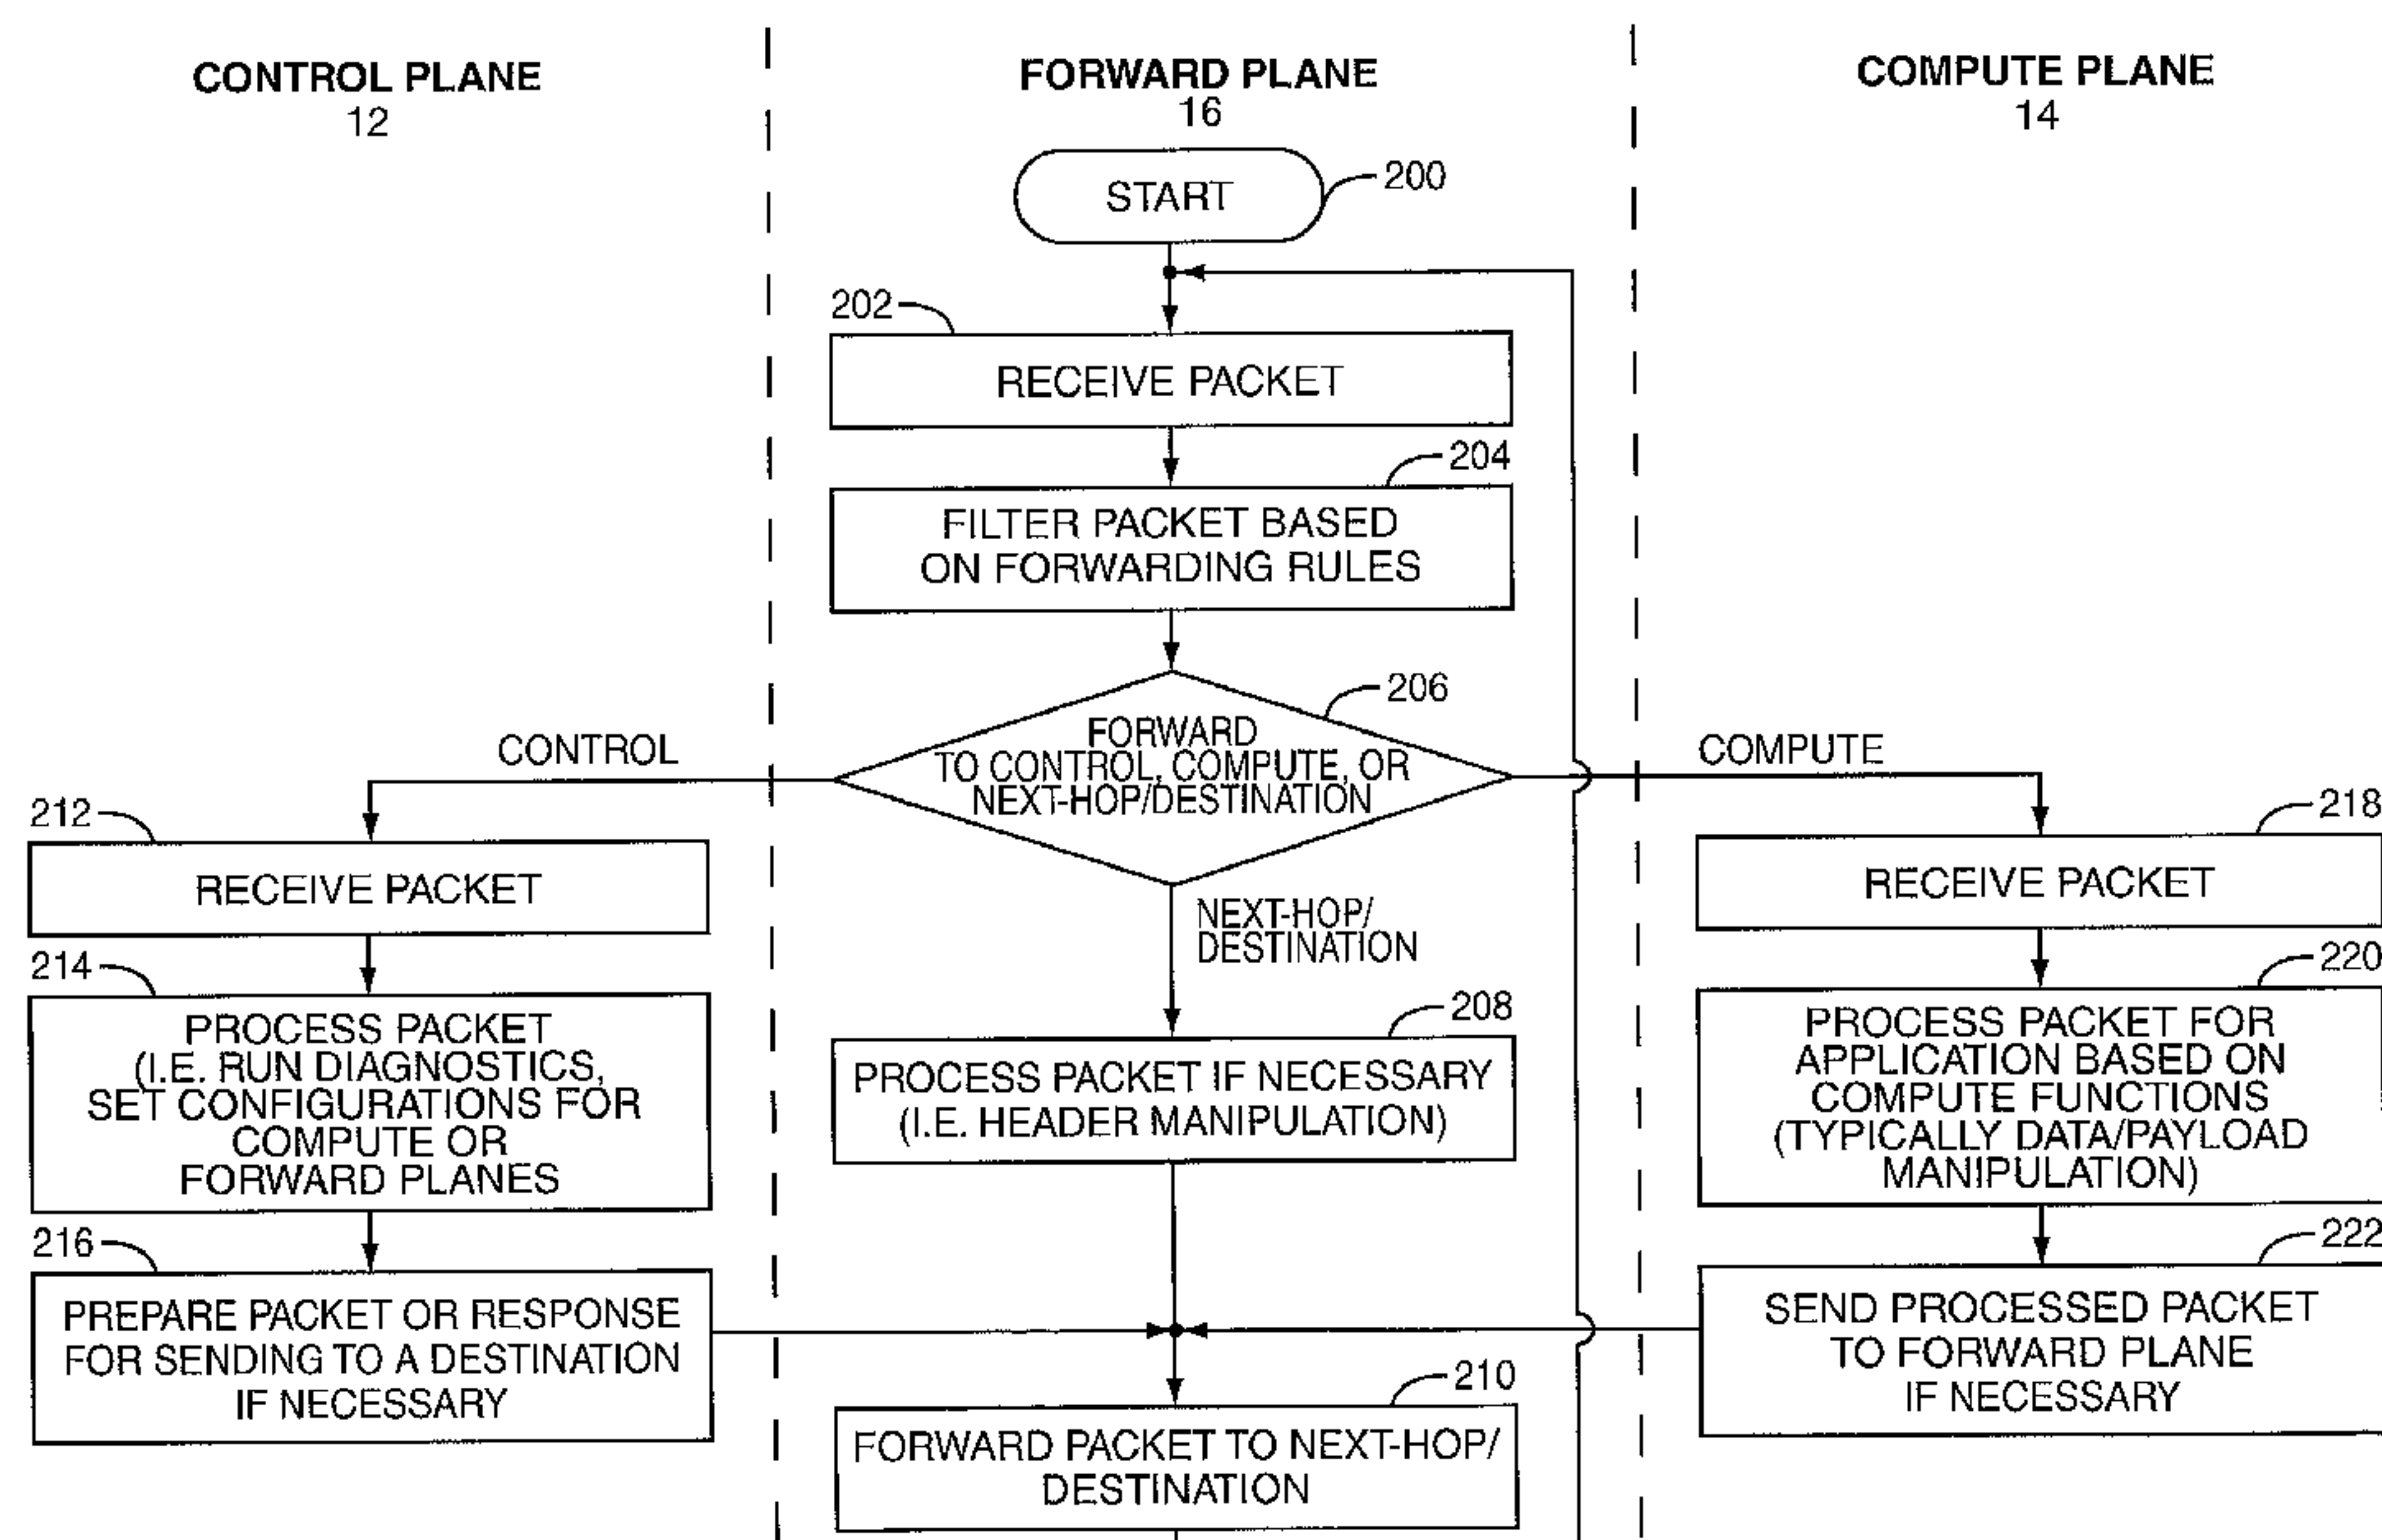 CONTROL PLANE
12
FORWARD PLANE
16
COMPUTE PLANE
14
START
200
202
RECEIVE PACKET
204
FILTER PACKET BASED
ON FORWARDING RULES
206
FORWARD
TO CONTROL, COMPUTE, OR
NEXT-HOP/DESTINATION
CONTROL
COMPUTE
NEXT-HOP/
DESTINATION
212
RECEIVE PACKET
214
PROCESS PACKET
(I.E. RUN DIAGNOSTICS,
SET CONFIGURATIONS FOR
COMPUTE OR
FORWARD PLANES
216
PREPARE PACKET OR RESPONSE
FOR SENDING TO A DESTINATION
IF NECESSARY
208
PROCESS PACKET IF NECESSARY
(I.E. HEADER MANIPULATION)
210
FORWARD PACKET TO NEXT-HOP/
DESTINATION
218
RECEIVE PACKET
220
PROCESS PACKET FOR
APPLICATION BASED ON
COMPUTE FUNCTIONS
(TYPICALLY DATA/PAYLOAD
MANIPULATION)
222
SEND PROCESSED PACKET
TO FORWARD PLANE
IF NECESSARY